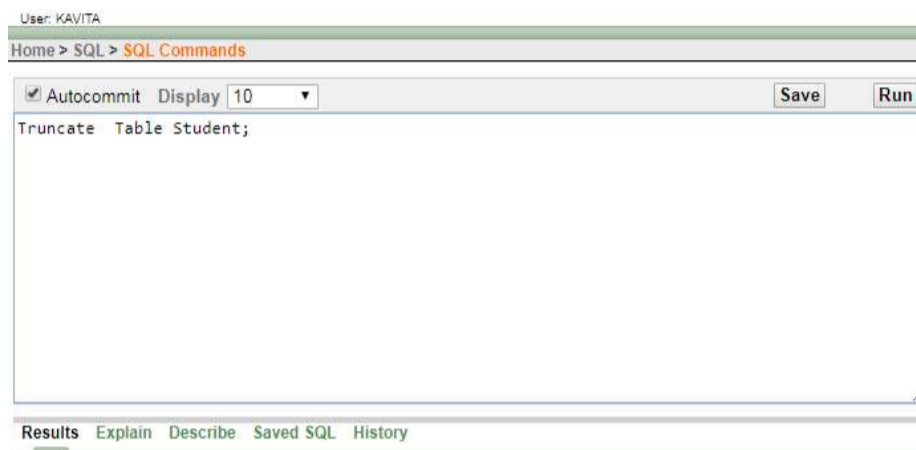 User: KAVITA
Home > SQL > SQL Commands
Autocommit Display 10 Save Run
Truncate Table Student;
Results Explain Describe Saved SQL History